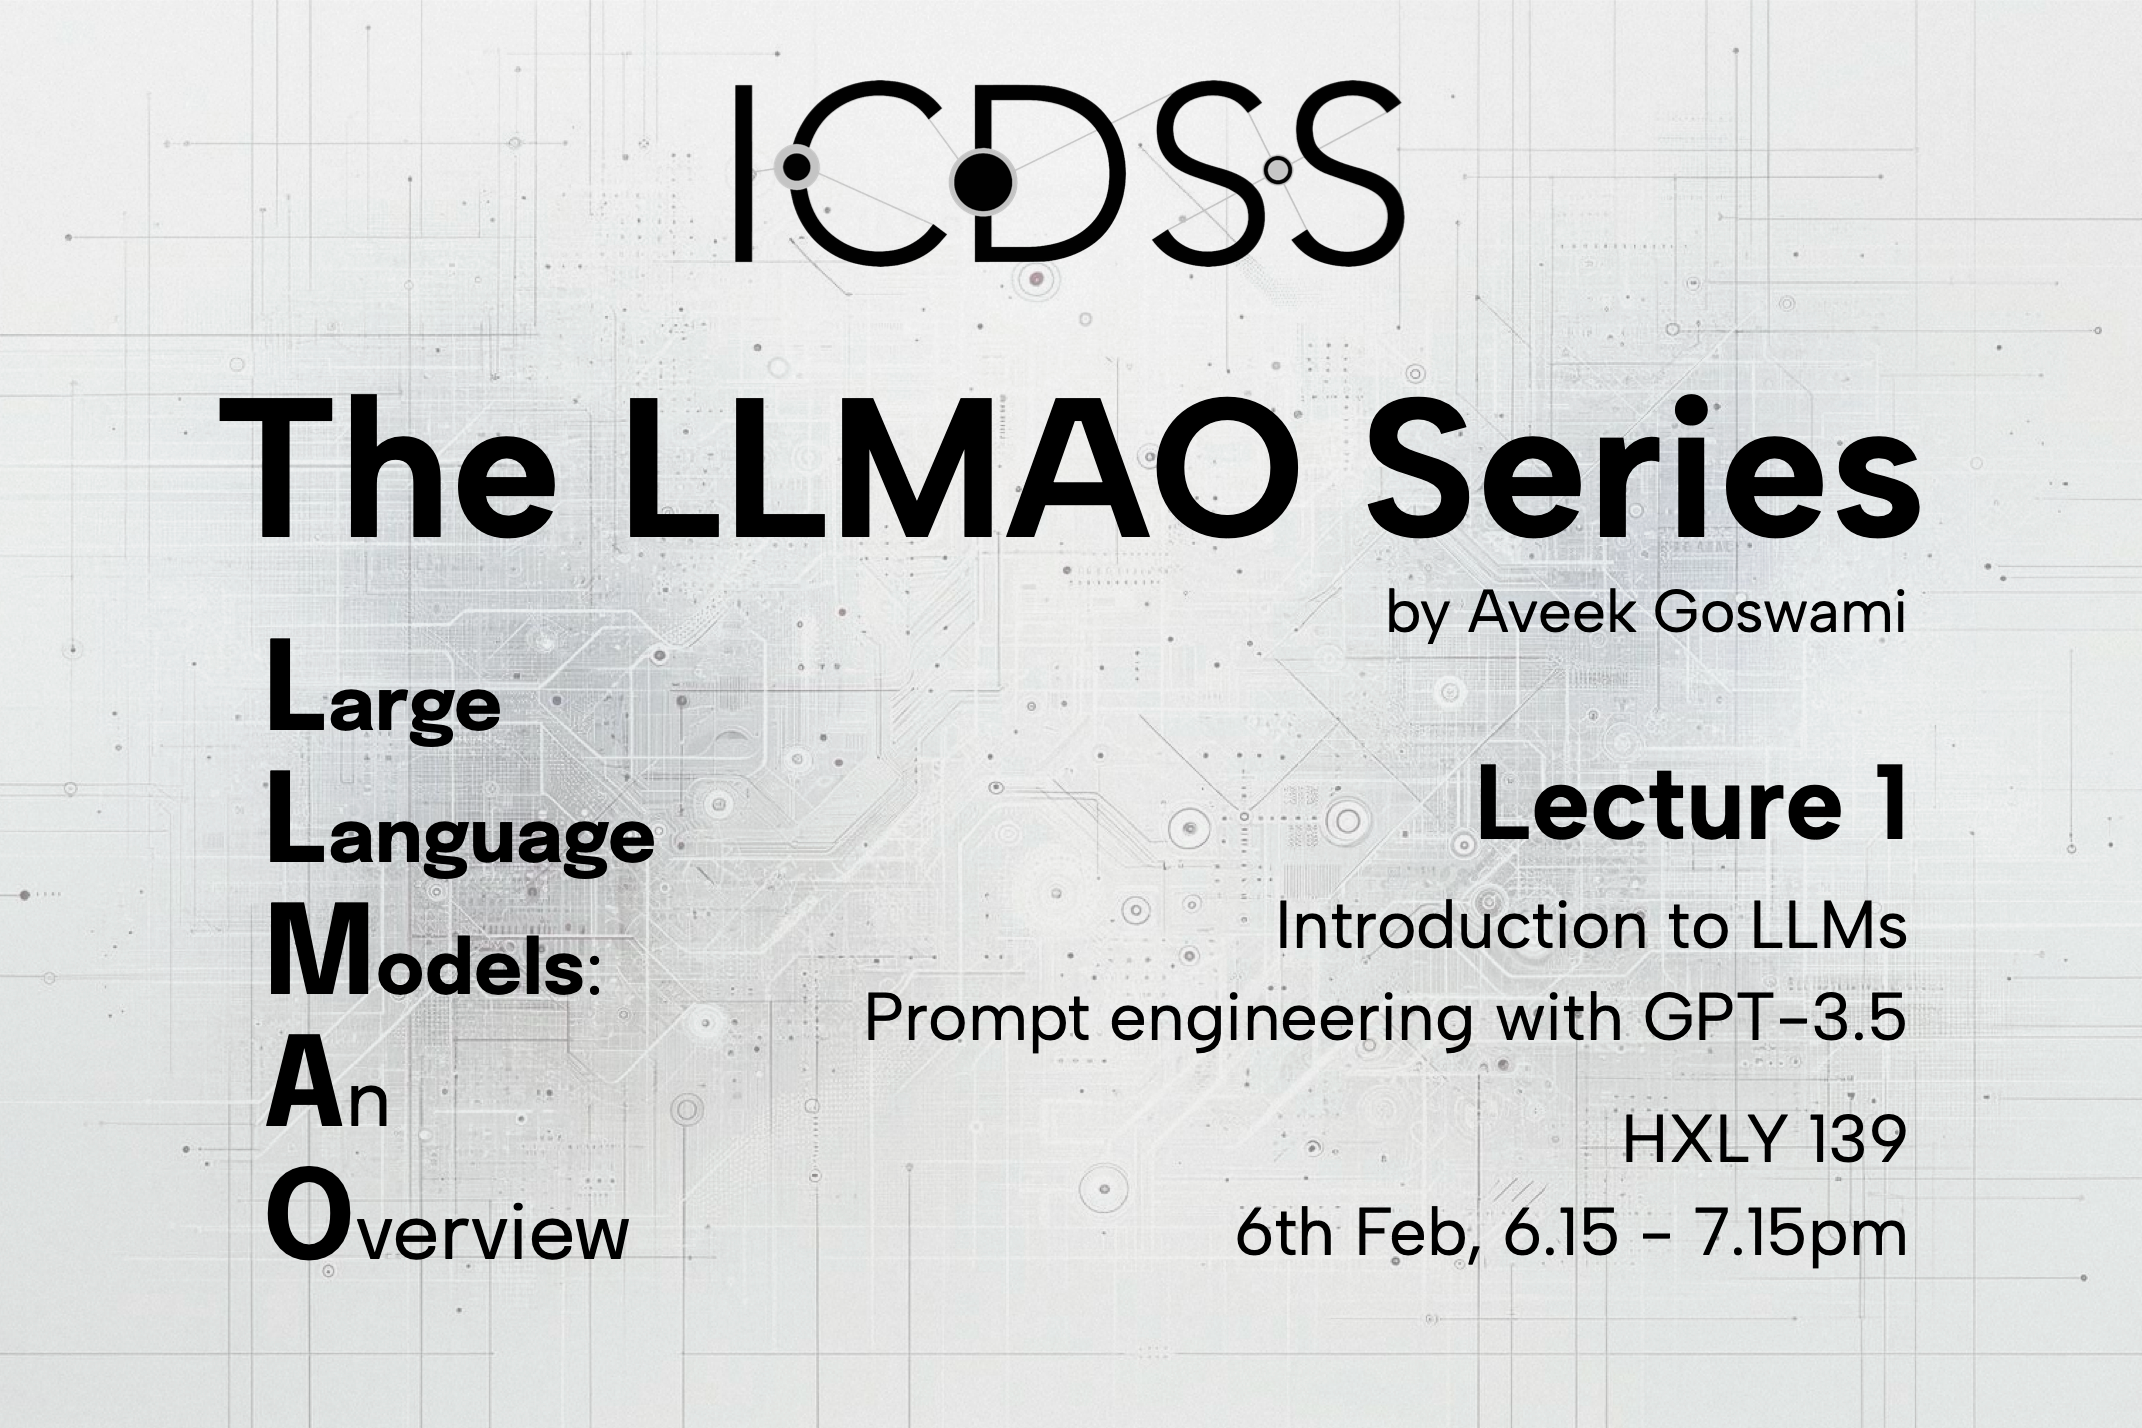 ICDSS
The LLMAO Series
by Aveek Goswami
Large
Language
Models:
An
Overview
Lecture 1
Introduction to LLMs
Prompt engineering with GPT-3.5
HXLY 139
6th Feb, 6.15 - 7.15pm